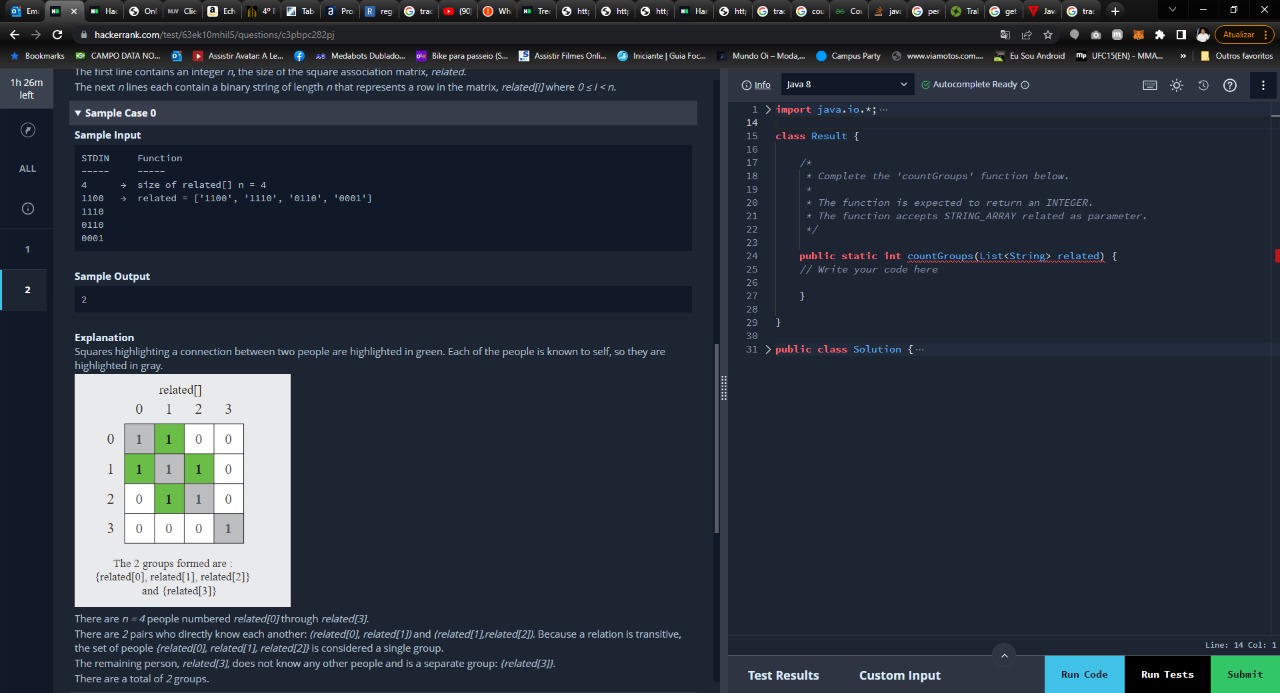 Em
Ha
Onl
Clic
Ech
4º l
Tab
Pro
reg
trac
(90
Wh
Tre
htt
htt
htt
Ha
htt
trac
cou
Co
java
pe
Tral
get
Jav
trac
hackerrank.com/test/63ek10mhil5/questions/c3pbpc282pj
Atualizar
Bookmarks
CAMPO DATA NO...
Assistir Avatar: A Le...
Medabots Dublado...
Bike para passeio (S...
Assistir Filmes Onli...
Iniciante | Guia Foc...
Mundo Oi – Moda,...
Campus Party
www.viamotos.com...
Eu Sou Android
UFC15(EN) - MMA...
»
Outros favoritos
1h 26m
left
ALL
1
2
The first line contains an integer n, the size of the square association matrix, related.
The next n lines each contain a binary string of length n that represents a row in the matrix, related[i] where 0 ≤ i < n.
▼ Sample Case 0
Sample Input
STDIN Function
----- -----
4 → size of related[] n = 4
1100 → related = ['1100', '1110', '0110', '0001']
1110
0110
0001
Sample Output
2
Explanation
Squares highlighting a connection between two people are highlighted in green. Each of the people is known to self, so they are
highlighted in gray.
related[]
0 1 2 3
0 1 1 0 0
1 1 1 1 0
2 0 1 1 0
3 0 0 0 1
The 2 groups formed are :
{related[0], related[1], related[2]}
and {related[3]}
There are n = 4 people numbered related[0] through related[3].
There are 2 pairs who directly know each another: (related[0], related[1]) and (related[1],related[2]). Because a relation is transitive,
the set of people {related[0], related[1], related[2]} is considered a single group.
The remaining person, related[3], does not know any other people and is a separate group: {related[3]}.
There are a total of 2 groups.
Info
Java 8
Autocomplete Ready
1 > import java.io.*; ···
14
15 class Result {
16
17 /*
18 * Complete the 'countGroups' function below.
19 *
20 * The function is expected to return an INTEGER.
21 * The function accepts STRING_ARRAY related as parameter.
22 */
23
24 public static int countGroups(List<String> related) {
25 // Write your code here
26
27 }
28
29 }
30
31 > public class Solution { ···
Line: 14 Col: 1
Test Results
Custom Input
Run Code
Run Tests
Submit